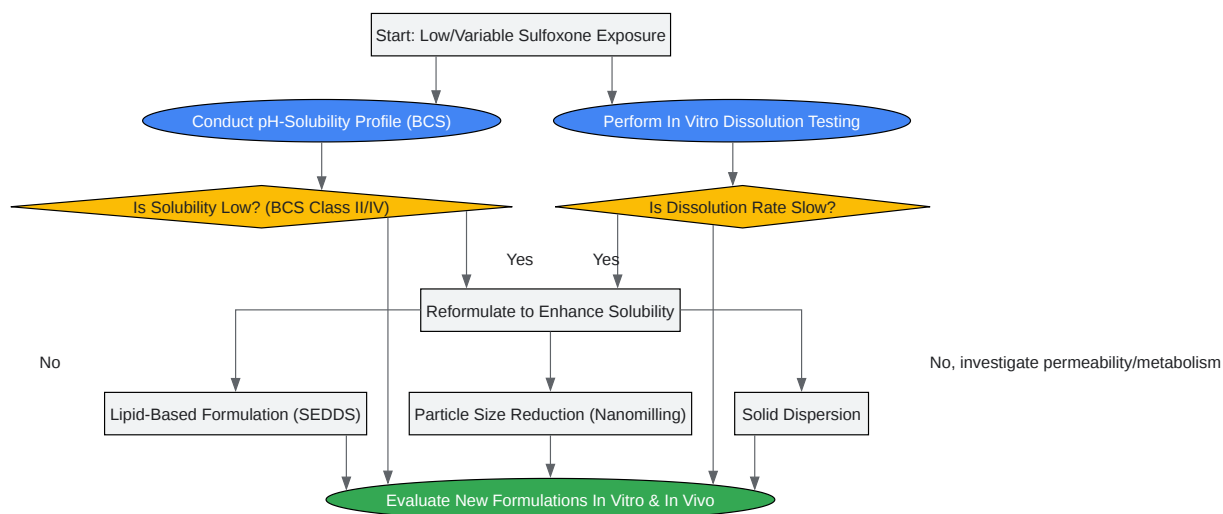 Start: Low/Variable Sulfoxone Exposure
Conduct pH-Solubility Profile (BCS)
Perform In Vitro Dissolution Testing
Is Solubility Low? (BCS Class II/IV)
Is Dissolution Rate Slow?
Yes
Yes
Reformulate to Enhance Solubility
No
No, investigate permeability/metabolism
Lipid-Based Formulation (SEDDS)
Particle Size Reduction (Nanomilling)
Solid Dispersion
Evaluate New Formulations In Vitro & In Vivo